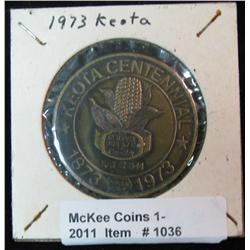 1973 Keota
KEOTA CENTENNIAL
1873 1973
McKee Coins 1-
2011 Item # 1036